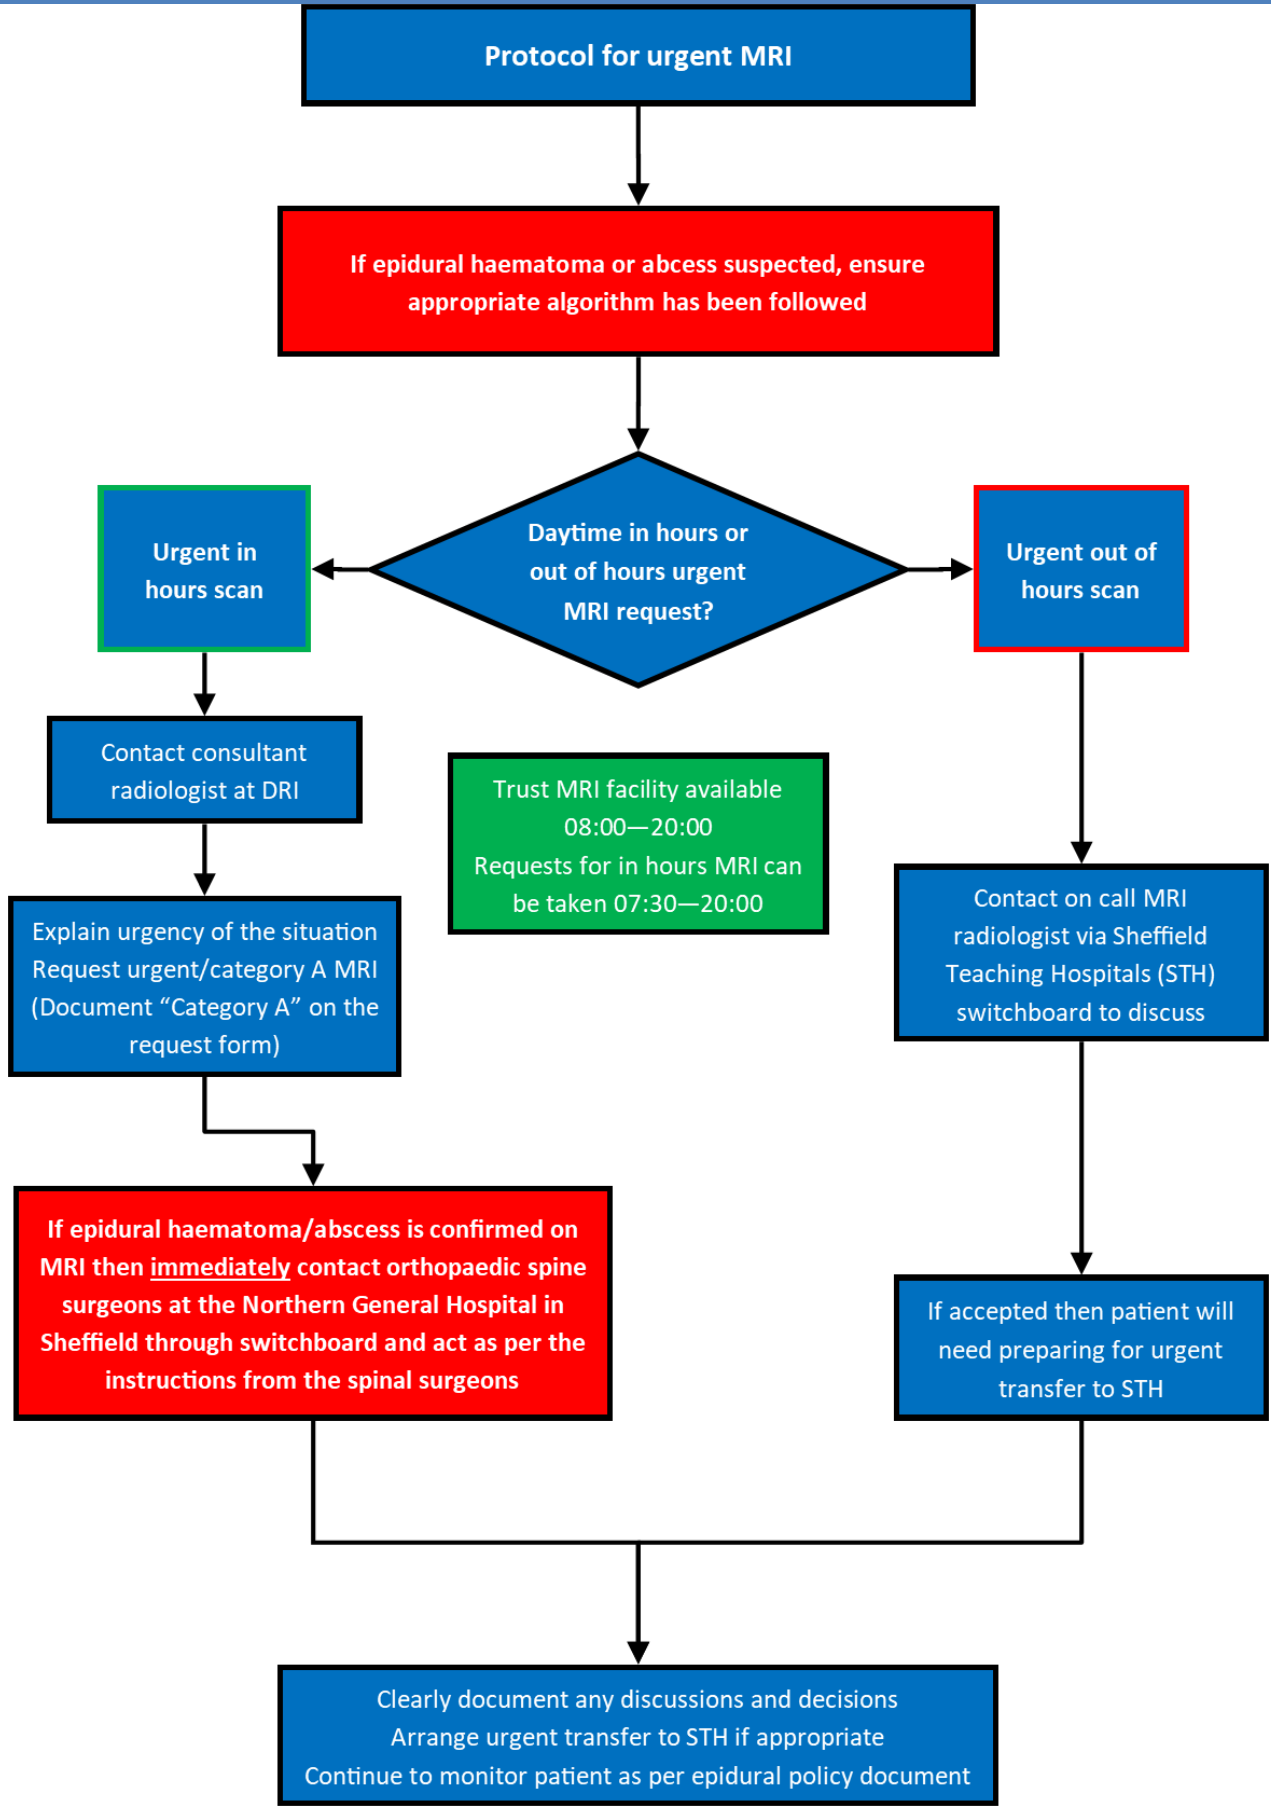 Protocol for urgent MRI
If epidural haematoma or abcess suspected, ensure
appropriate algorithm has been followed
Daytime in hours or
out of hours urgent
MRI request?
Urgent in
hours scan
Urgent out of
hours scan
Contact consultant
radiologist at DRI
Trust MRI facility available
08:00—20:00
Requests for in hours MRI can
be taken 07:30—20:00
Explain urgency of the situation
Request urgent/category A MRI
(Document “Category A” on the
request form)
Contact on call MRI
radiologist via Sheffield
Teaching Hospitals (STH)
switchboard to discuss
If epidural haematoma/abscess is confirmed on
MRI then immediately contact orthopaedic spine
surgeons at the Northern General Hospital in
Sheffield through switchboard and act as per the
instructions from the spinal surgeons
If accepted then patient will
need preparing for urgent
transfer to STH
Clearly document any discussions and decisions
Arrange urgent transfer to STH if appropriate
Continue to monitor patient as per epidural policy document